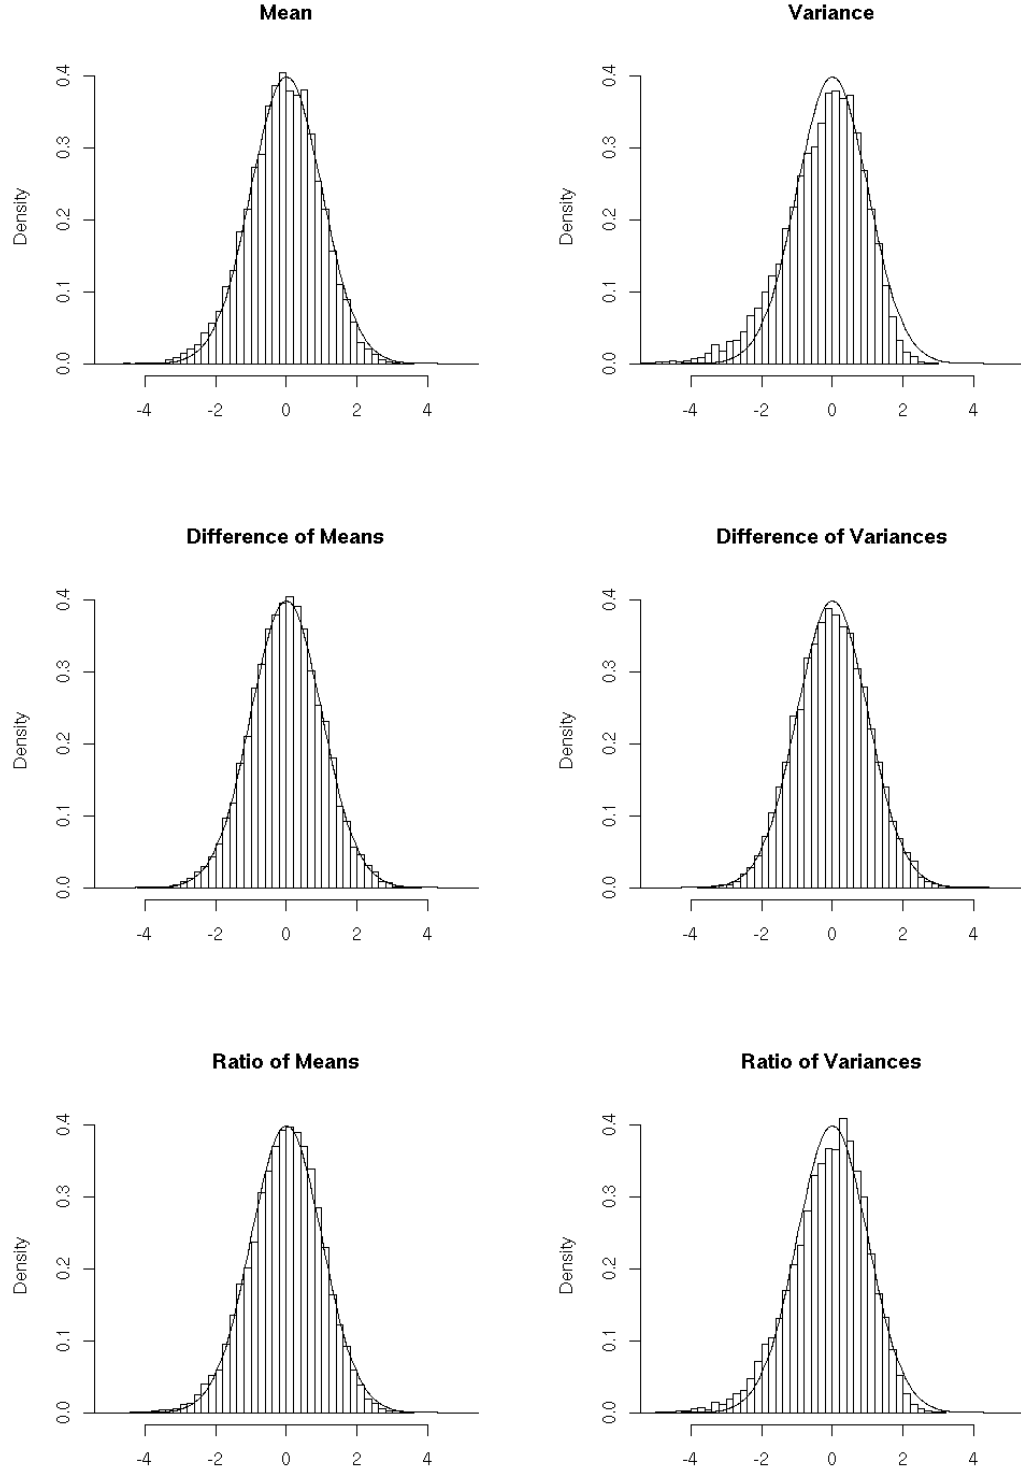 Mean
Variance
Density
0.0 0.1 0.2 0.3 0.4
-4 -2 0 2 4
Density
0.0 0.1 0.2 0.3 0.4
-4 -2 0 2 4
Difference of Means
Difference of Variances
Density
0.0 0.1 0.2 0.3 0.4
-4 -2 0 2 4
Density
0.0 0.1 0.2 0.3 0.4
-4 -2 0 2 4
Ratio of Means
Ratio of Variances
Density
0.0 0.1 0.2 0.3 0.4
-4 -2 0 2 4
Density
0.0 0.1 0.2 0.3 0.4
-4 -2 0 2 4